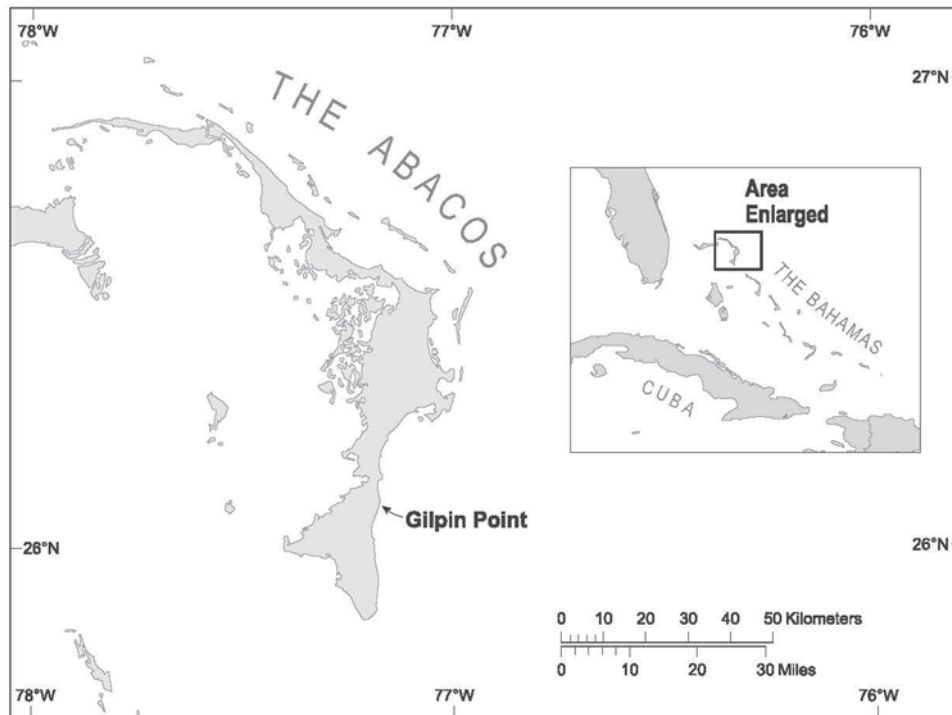 78°W
77°W
76°W
27°N
THE ABACOS
Area
Enlarged
THE BAHAMAS
CUBA
Gilpin Point
26°N
26°N
0 10 20 30 40 50 Kilometers
0 10 20 30 Miles
78°W
77°W
76°W